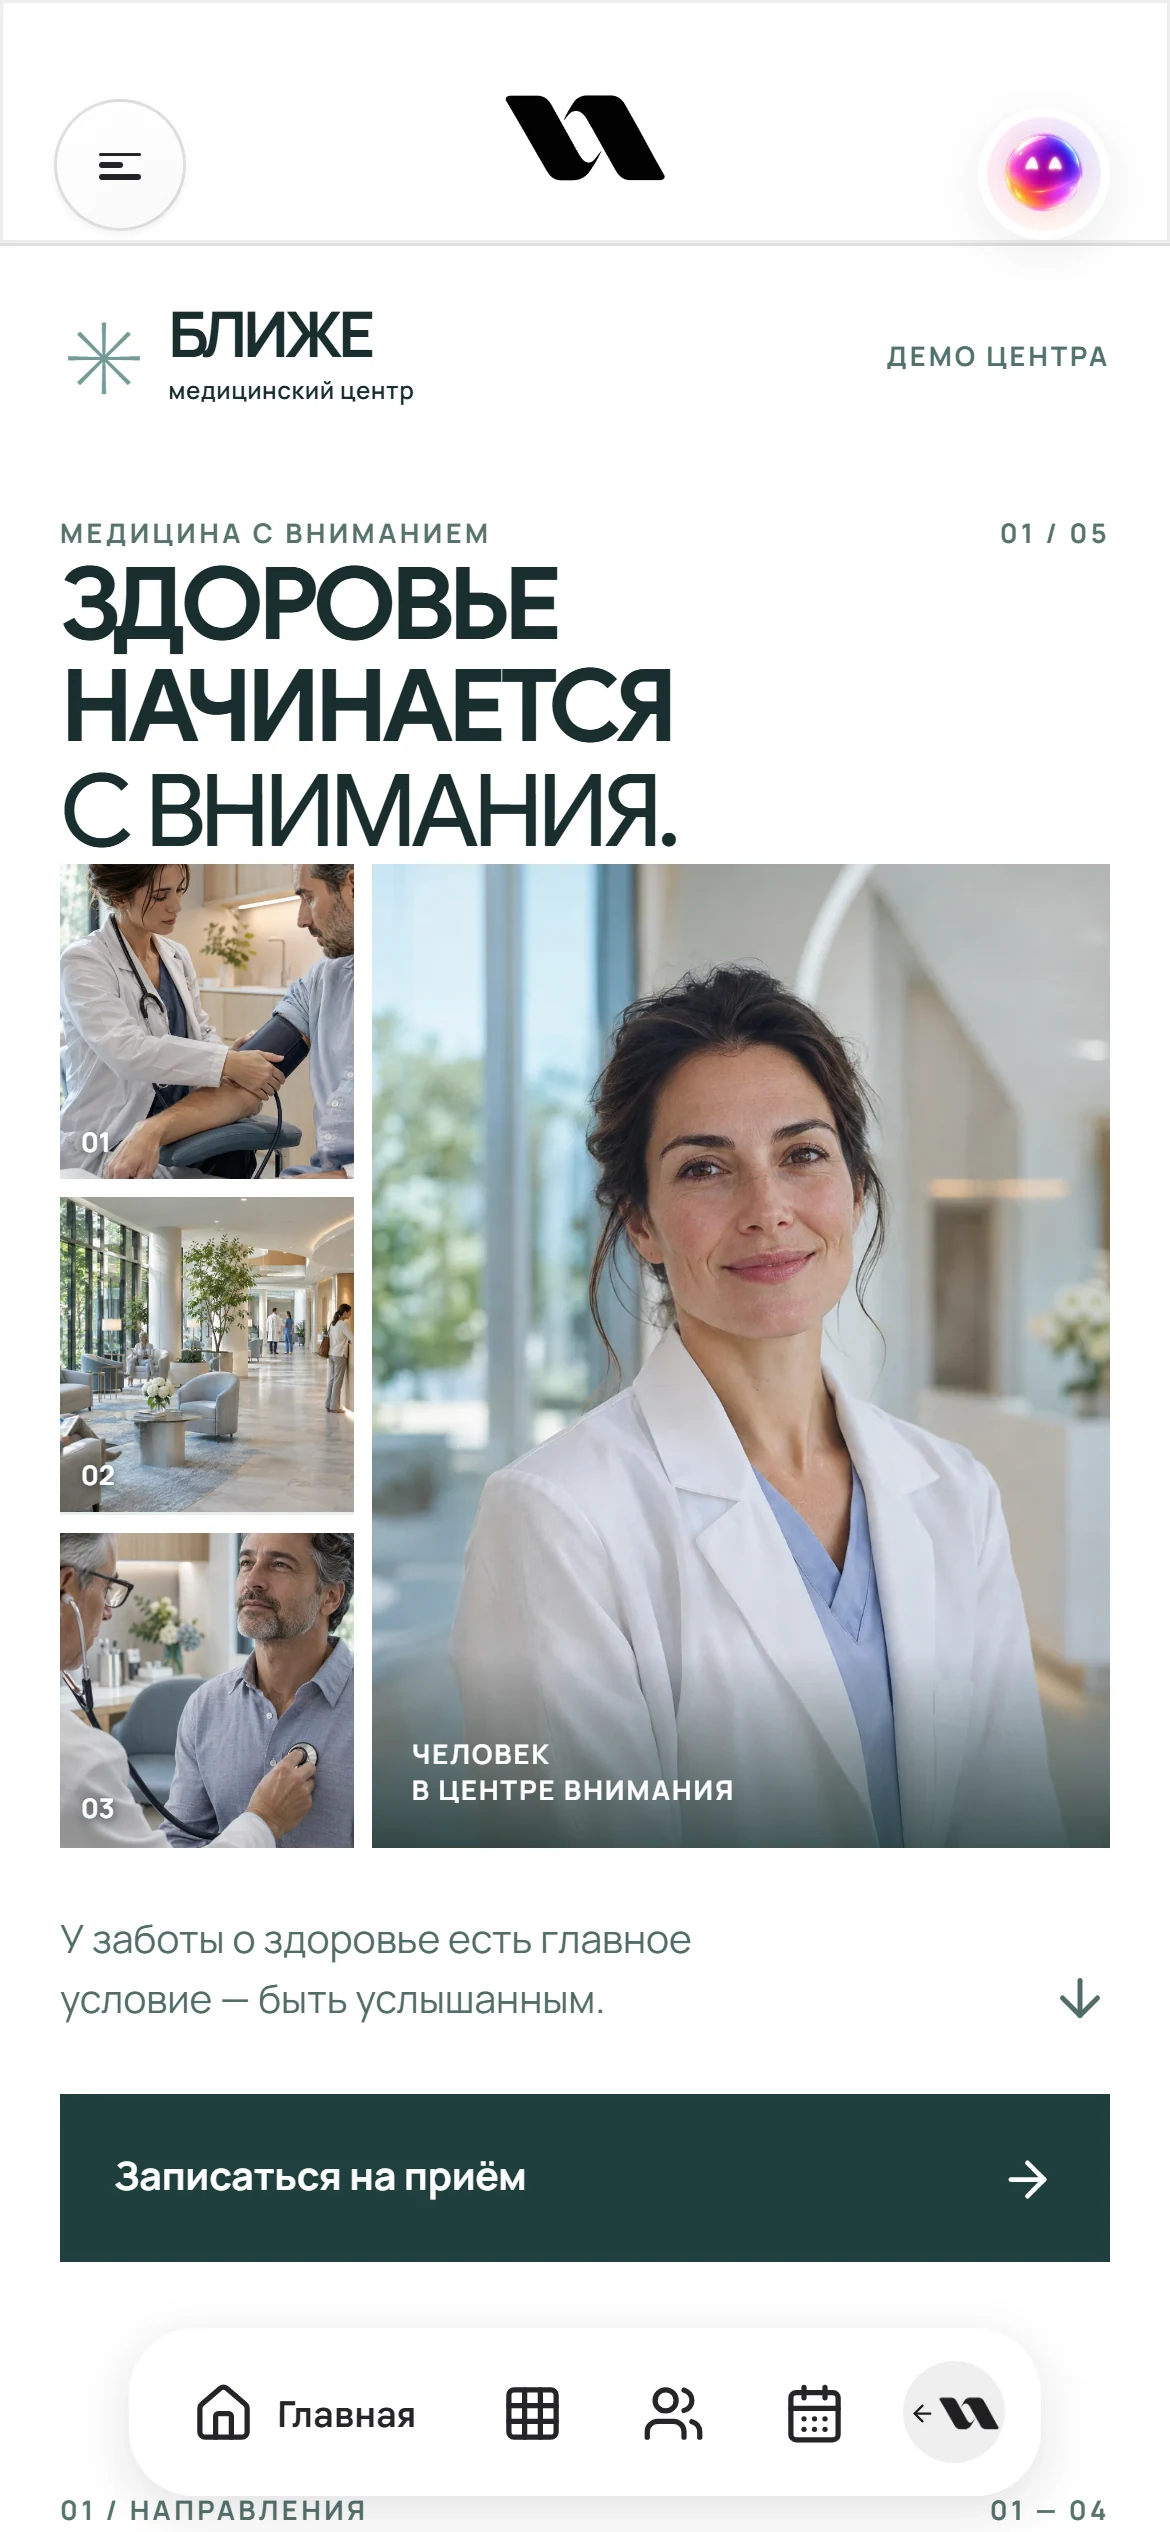 БЛИЖЕ
медицинский центр
ДЕМО ЦЕНТРА
МЕДИЦИНА С ВНИМАНИЕМ
01 / 05
ЗДОРОВЬЕ
НАЧИНАЕТСЯ
С ВНИМАНИЯ.
01
02
03
ЧЕЛОВЕК
В ЦЕНТРЕ ВНИМАНИЯ
У заботы о здоровье есть главное
условие — быть услышанным.
Записаться на приём
Главная
01 / НАПРАВЛЕНИЯ
01 — 04